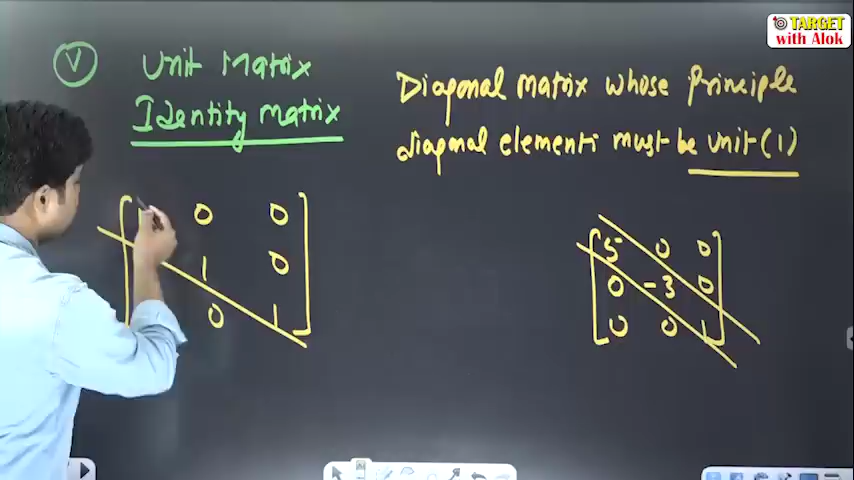 TARGET
with Alok
V Unit Matrix
Identity matrix
Diagonal matrix whose principle
diagonal elements must be unit (1)
0 0
1 0
0 1
5 0 0
0 -3 0
0 0 1